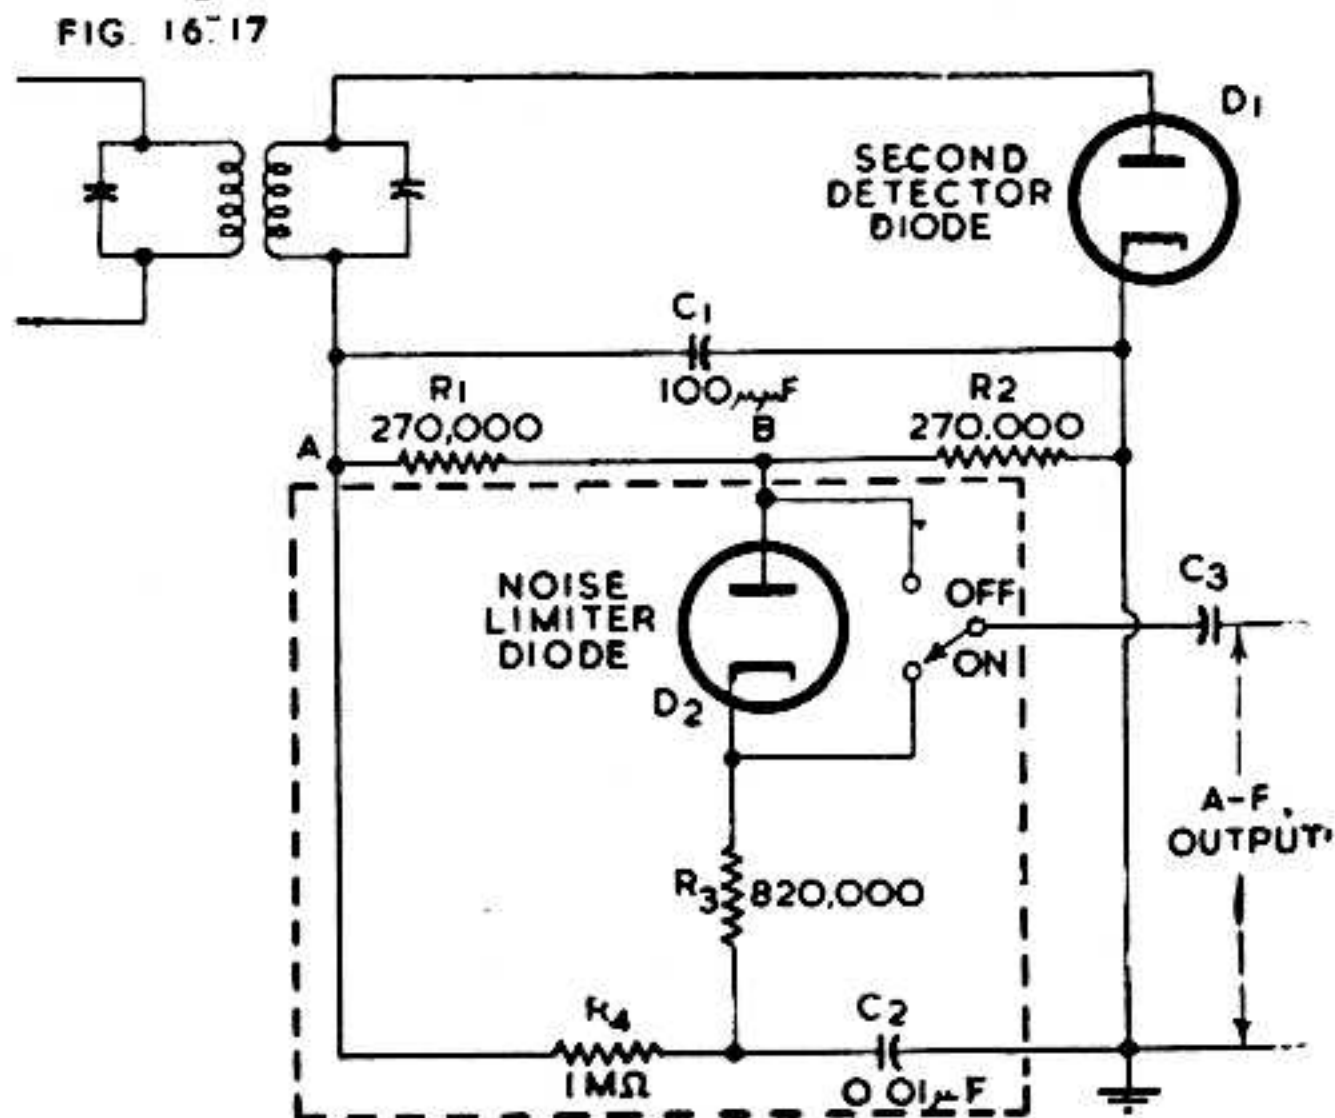 FIG. 16-17
D1
SECOND
DETECTOR
DIODE
C1
100μμF
R1
270,000
R2
270.000
A
B
NOISE
LIMITER
DIODE
D2
OFF
ON
C3
A-F.
OUTPUT
R3 820,000
R4
1MΩ
C2
0.01μF